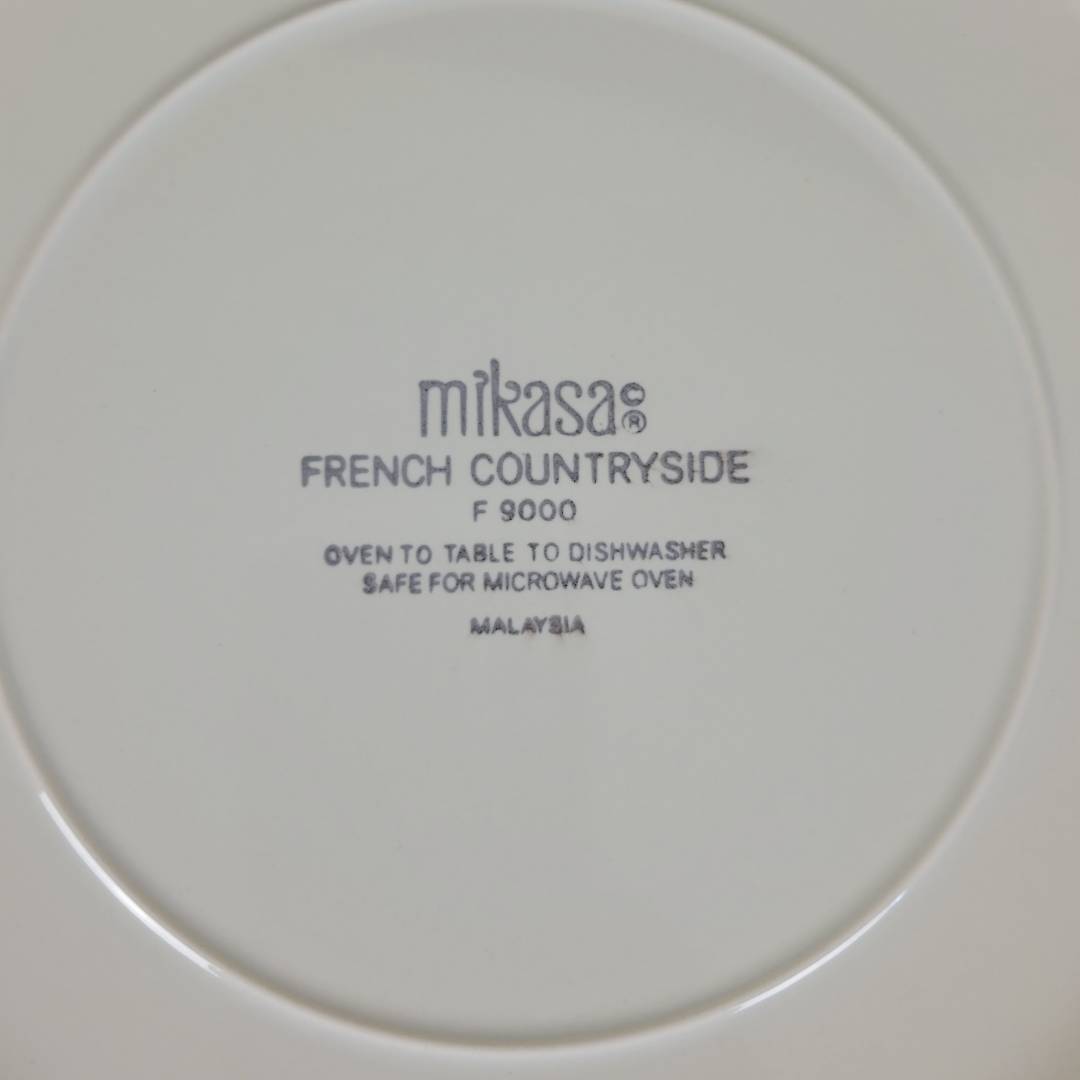 mikasa©®
FRENCH COUNTRYSIDE
F 9000
OVEN TO TABLE TO DISHWASHER
SAFE FOR MICROWAVE OVEN
MALAYSIA